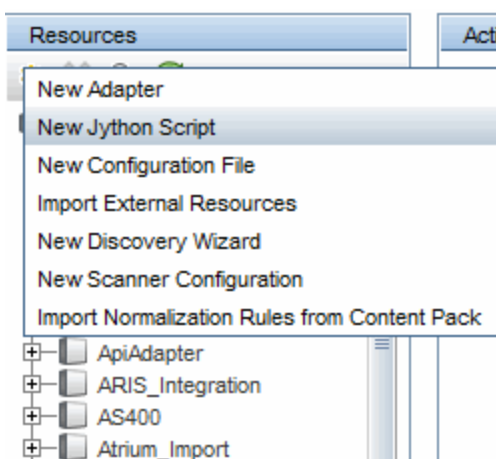 Resources
Acti
New Adapter
New Jython Script
New Configuration File
Import External Resources
New Discovery Wizard
New Scanner Configuration
Import Normalization Rules from Content Pack
ApiAdapter
ARIS_Integration
AS400
Atrium_Import